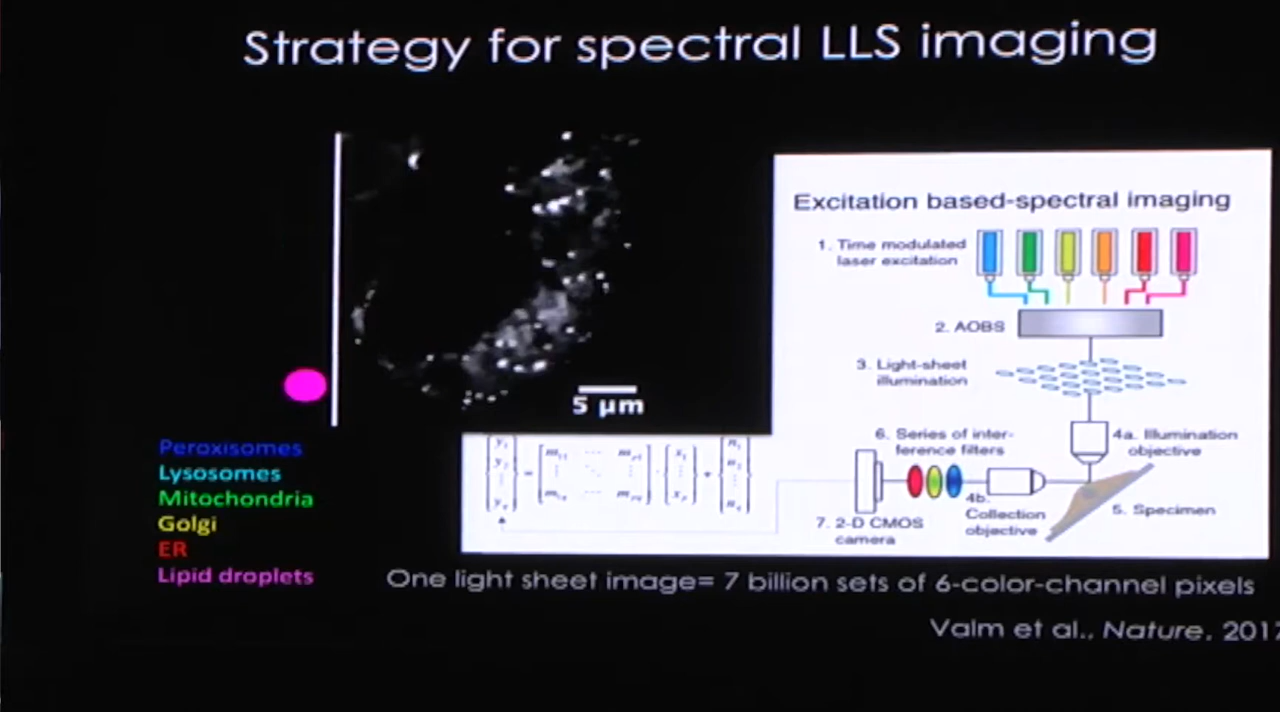 Strategy for spectral LLS imaging
5 µm
Peroxisomes
Lysosomes
Mitochondria
Golgi
ER
Lipid droplets
Excitation based-spectral imaging
1. Time modulated
laser excitation
2. AOBS
3. Light-sheet
illumination
4a. Illumination
objective
6. Series of inter-
ference filters
4b.
Collection
objective
5. Specimen
7. 2-D CMOS
camera
One light sheet image= 7 billion sets of 6-color-channel pixels
Valm et al., Nature. 2017